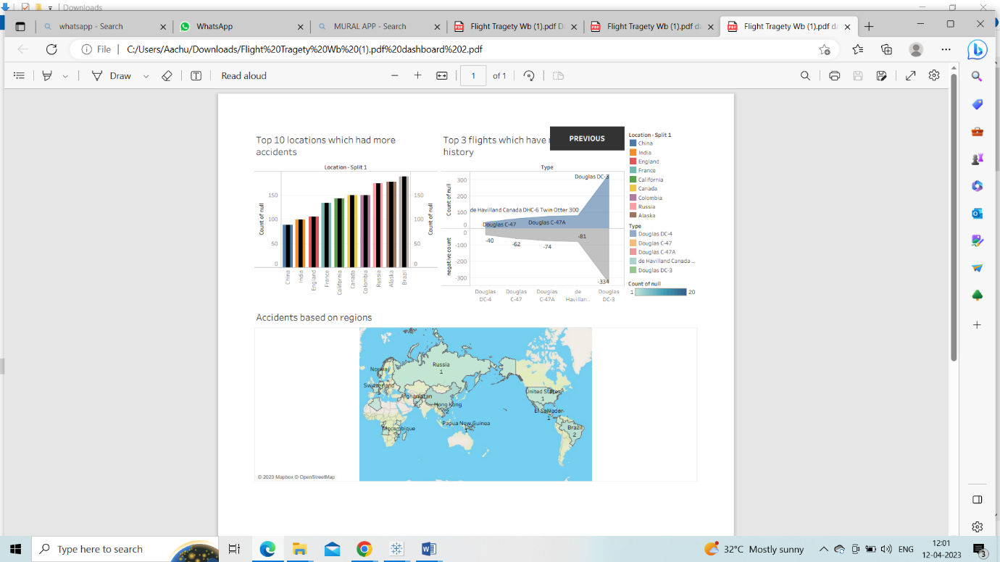 Downloads
whatsapp - Search
WhatsApp
MURAL APP - Search
Flight Tragety Wb (1).pdf D
Flight Tragety Wb (1).pdf da
Flight Tragety Wb (1).pdf da
File
C:/Users/Aachu/Downloads/Flight%20Tragety%20Wb%20(1).pdf%20dashboard%202.pdf
Draw
Read aloud
1
of 1
Top 10 locations which had more
accidents
Location - Split 1
Count of null
150
100
50
0
150
100
50
0
Count of null
China
India
England
France
California
Canada
Colombia
Russia
Alaska
Brazil
Top 3 flights which have
history
PREVIOUS
Type
Count of null
300
200
100
0
negative count
0
-100
-200
-300
Douglas DC-3
de Havilland Canada DHC-6 Twin Otter 300
Douglas C-47
Douglas C-47A
-40
-62
-74
-81
-334
Douglas
DC-4
Douglas
C-47
Douglas
C-47A
de
Havillan..
Douglas
DC-3
Location - Split 1
China
India
England
France
California
Canada
Colombia
Russia
Alaska
Type
Douglas DC-4
Douglas C-47
Douglas C-47A
de Havilland Canada ..
Douglas DC-3
Count of null
1
20
Accidents based on regions
Russia
1
Norway
Switzerland
Afghanistan
Hong Kong
2
Papua New Guinea
Mozambique
United States
1
El Salvador
1
Brazil
2
© 2023 Mapbox © OpenStreetMap
Type here to search
32°C Mostly sunny
ENG
12:01
12-04-2023
3